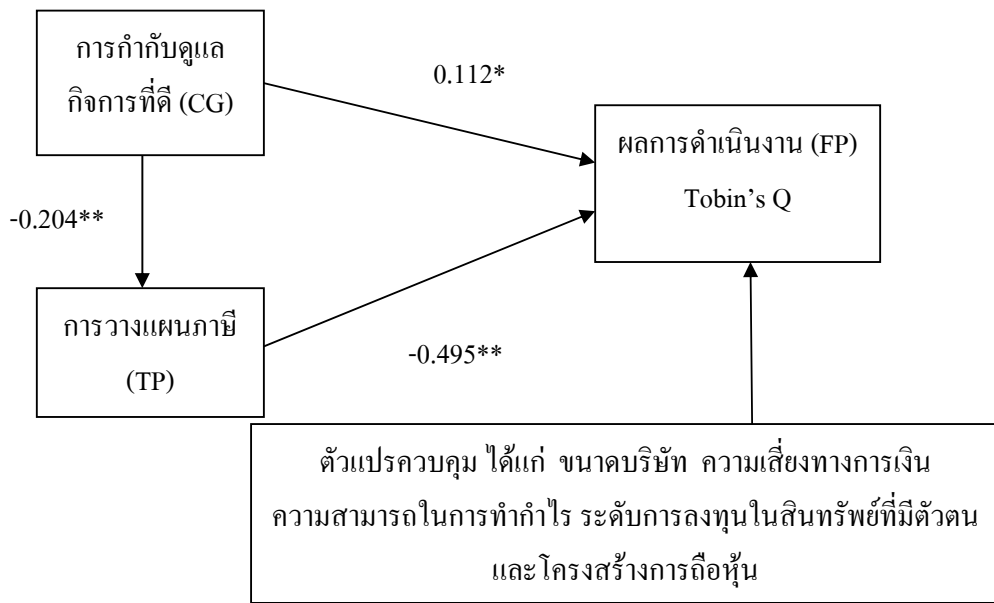 การกำกับดูแล
กิจการที่ดี (CG)
0.112*
ผลการดำเนินงาน (FP)
Tobin’s Q
-0.204**
การวางแผนภาษี
(TP)
-0.495**
ตัวแปรควบคุม ได้แก่ ขนาดบริษัท ความเสี่ยงทางการเงิน
ความสามารถในการทำกำไร ระดับการลงทุนในสินทรัพย์ที่มีตัวตน
และโครงสร้างการถือหุ้น